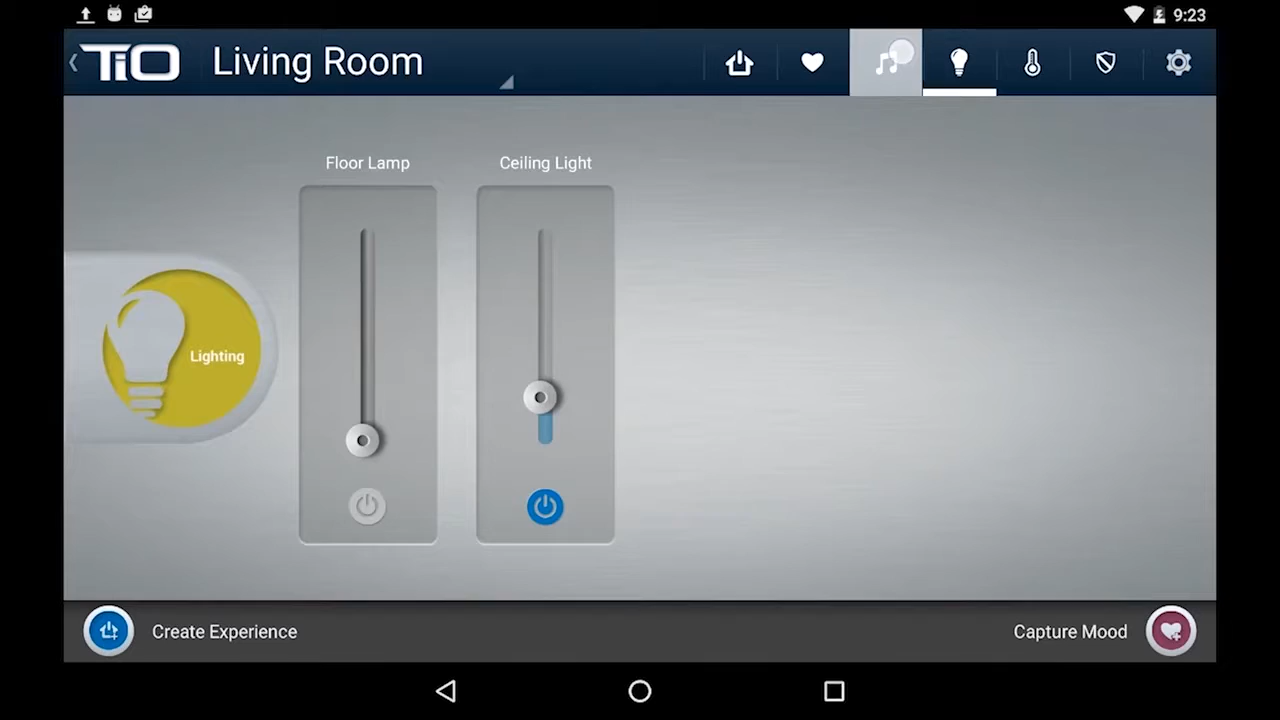 9:23
TiO
Living Room
Floor Lamp
Ceiling Light
Lighting
Create Experience
Capture Mood